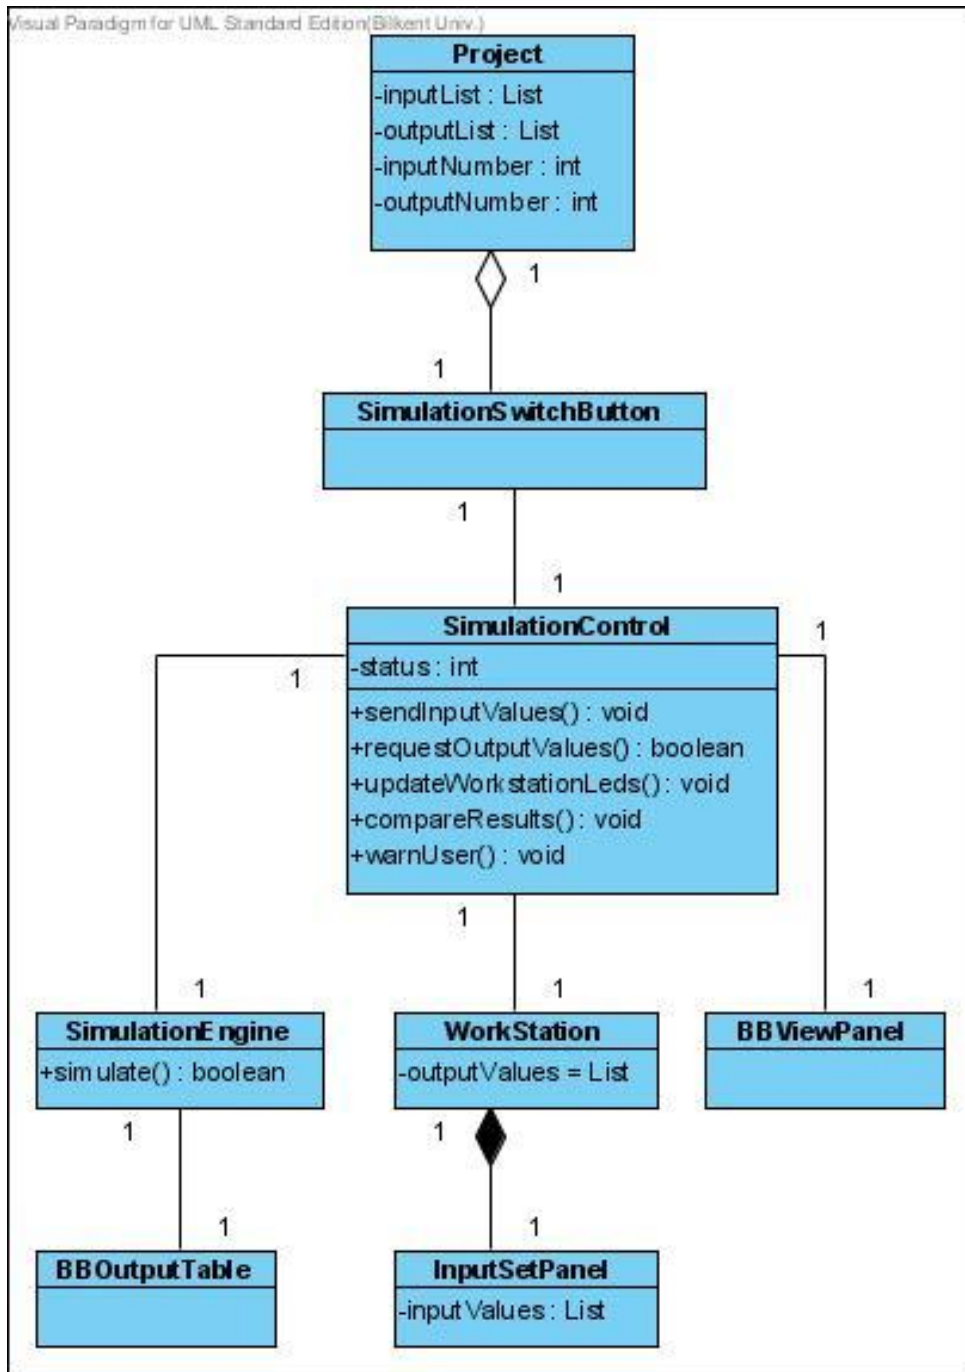 Visual Paradigm for UML Standard Edition(Bilkent Univ.)
Project
-inputList : List
-outputList : List
-inputNumber : int
-outputNumber : int
1
1
SimulationSwitchButton
1
1
SimulationControl
-status : int
+sendInputValues() : void
+requestOutputValues() : boolean
+updateWorkstationLeds() : void
+compareResults() : void
+warnUser() : void
1
1
1
1
1
1
SimulationEngine
+simulate() : boolean
WorkStation
-outputValues = List
BBViewPanel
1
1
1
1
BBOutputTable
InputSetPanel
-inputValues : List